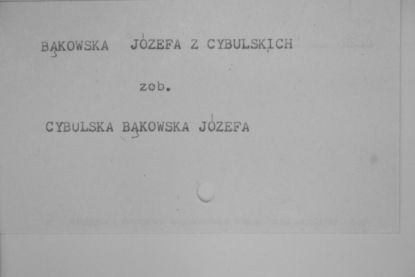 BĄKOWSKA JÓZEFA Z CYBULSKICH
zob.
CYBULSKA BĄKOWSKA JÓZEFA